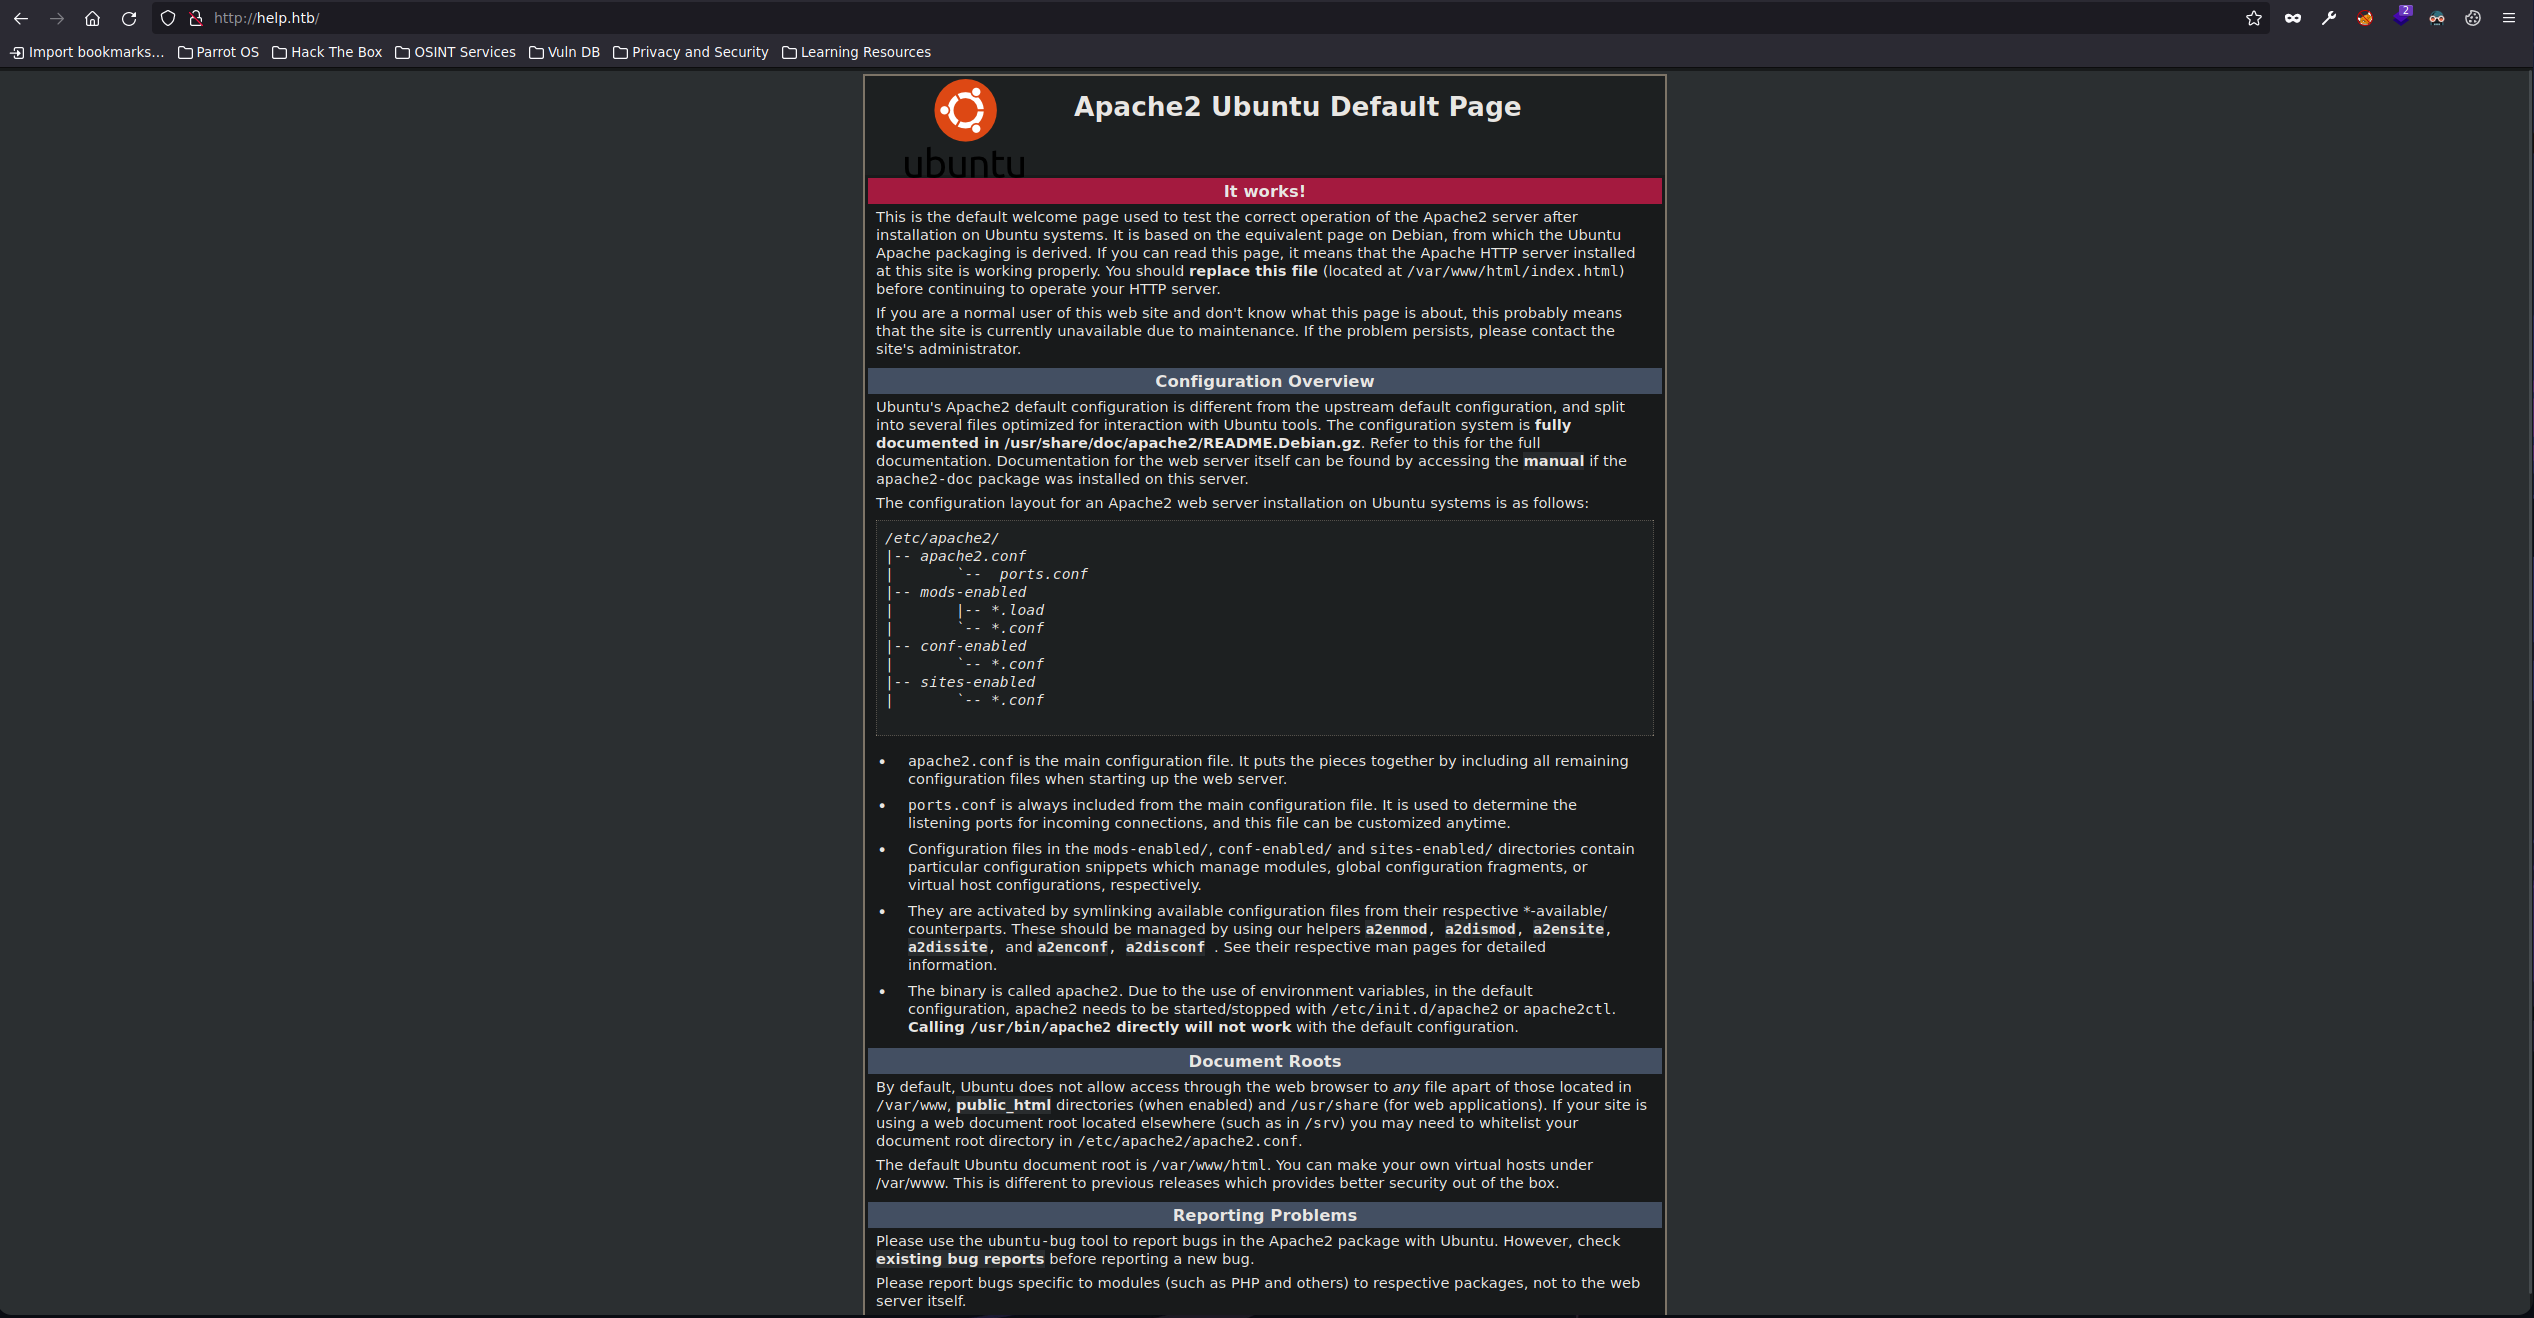 http://help.htb/
2
Import bookmarks... Parrot OS Hack The Box OSINT Services Vuln DB Privacy and Security Learning Resources
ubuntu
Apache2 Ubuntu Default Page
It works!
This is the default welcome page used to test the correct operation of the Apache2 server after
installation on Ubuntu systems. It is based on the equivalent page on Debian, from which the Ubuntu
Apache packaging is derived. If you can read this page, it means that the Apache HTTP server installed
at this site is working properly. You should replace this file (located at /var/www/html/index.html)
before continuing to operate your HTTP server.
If you are a normal user of this web site and don't know what this page is about, this probably means
that the site is currently unavailable due to maintenance. If the problem persists, please contact the
site's administrator.
Configuration Overview
Ubuntu's Apache2 default configuration is different from the upstream default configuration, and split
into several files optimized for interaction with Ubuntu tools. The configuration system is fully
documented in /usr/share/doc/apache2/README.Debian.gz. Refer to this for the full
documentation. Documentation for the web server itself can be found by accessing the manual if the
apache2-doc package was installed on this server.
The configuration layout for an Apache2 web server installation on Ubuntu systems is as follows:
/etc/apache2/
|-- apache2.conf
|       `--  ports.conf
|-- mods-enabled
|       |-- *.load
|       `-- *.conf
|-- conf-enabled
|       `-- *.conf
|-- sites-enabled
|       `-- *.conf
• apache2.conf is the main configuration file. It puts the pieces together by including all remaining
configuration files when starting up the web server.
• ports.conf is always included from the main configuration file. It is used to determine the
listening ports for incoming connections, and this file can be customized anytime.
• Configuration files in the mods-enabled/, conf-enabled/ and sites-enabled/ directories contain
particular configuration snippets which manage modules, global configuration fragments, or
virtual host configurations, respectively.
• They are activated by symlinking available configuration files from their respective *-available/
counterparts. These should be managed by using our helpers a2enmod, a2dismod, a2ensite,
a2dissite, and a2enconf, a2disconf . See their respective man pages for detailed
information.
• The binary is called apache2. Due to the use of environment variables, in the default
configuration, apache2 needs to be started/stopped with /etc/init.d/apache2 or apache2ctl.
Calling /usr/bin/apache2 directly will not work with the default configuration.
Document Roots
By default, Ubuntu does not allow access through the web browser to any file apart of those located in
/var/www, public_html directories (when enabled) and /usr/share (for web applications). If your site is
using a web document root located elsewhere (such as in /srv) you may need to whitelist your
document root directory in /etc/apache2/apache2.conf.
The default Ubuntu document root is /var/www/html. You can make your own virtual hosts under
/var/www. This is different to previous releases which provides better security out of the box.
Reporting Problems
Please use the ubuntu-bug tool to report bugs in the Apache2 package with Ubuntu. However, check
existing bug reports before reporting a new bug.
Please report bugs specific to modules (such as PHP and others) to respective packages, not to the web
server itself.